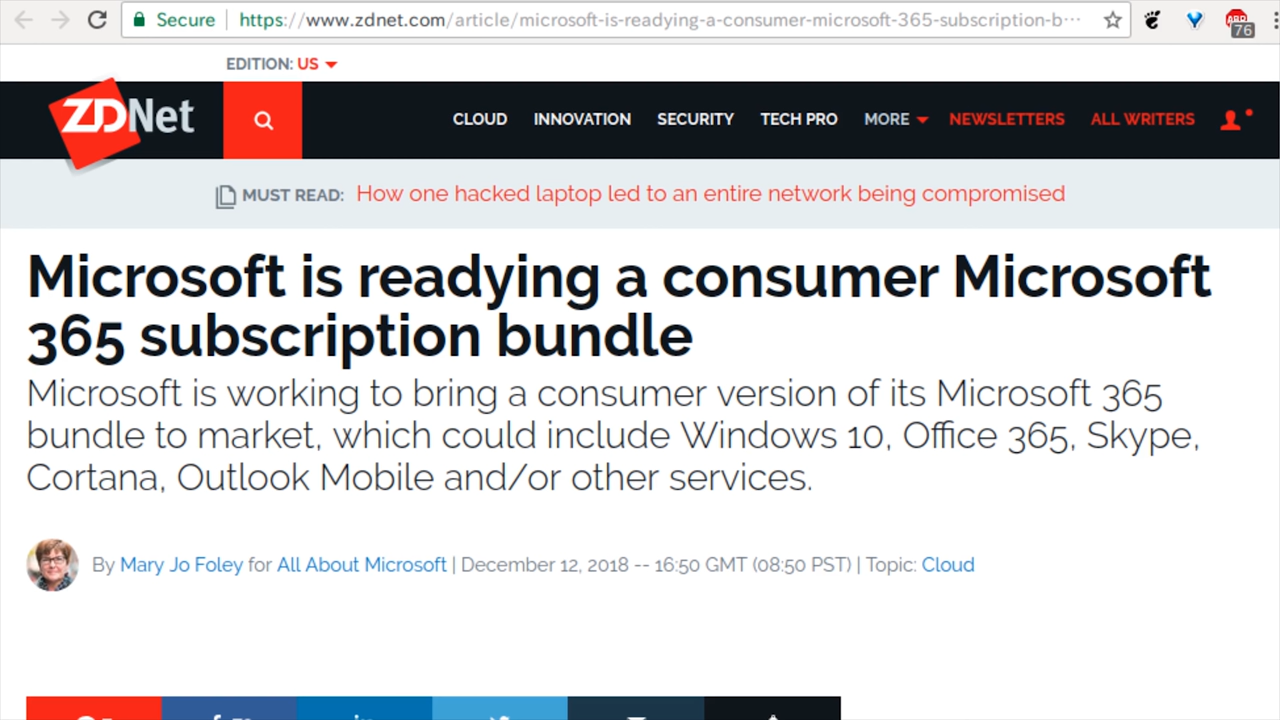 Secure https://www.zdnet.com/article/microsoft-is-readying-a-consumer-microsoft-365-subscription-b···
ABP
76
EDITION: US
ZDNet
CLOUD INNOVATION SECURITY TECH PRO MORE NEWSLETTERS ALL WRITERS
MUST READ: How one hacked laptop led to an entire network being compromised
Microsoft is readying a consumer Microsoft
365 subscription bundle
Microsoft is working to bring a consumer version of its Microsoft 365
bundle to market, which could include Windows 10, Office 365, Skype,
Cortana, Outlook Mobile and/or other services.
By Mary Jo Foley for All About Microsoft | December 12, 2018 -- 16:50 GMT (08:50 PST) | Topic: Cloud